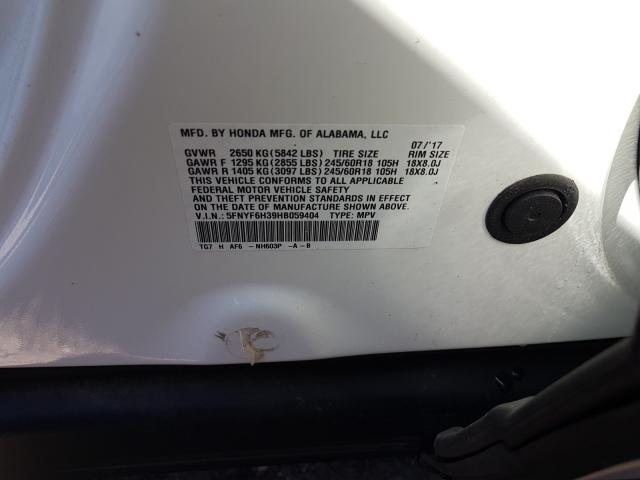 MFD. BY HONDA MFG. OF ALABAMA, LLC 07/'17
GVWR 2650 KG(5842 LBS) TIRE SIZE RIM SIZE
GAWR F 1295 KG(2855 LBS) 245/60R18 105H 18X8.0J
GAWR R 1405 KG(3097 LBS) 245/60R18 105H 18X8.0J
THIS VEHICLE CONFORMS TO ALL APPLICABLE
FEDERAL MOTOR VEHICLE SAFETY
AND THEFT PREVENTION STANDARDS IN EFFECT
ON THE DATE OF MANUFACTURE SHOWN ABOVE.
V.I.N.: 5FNYF6H39HB059404 TYPE: MPV
TG7 H AF6 -NH603P -A-B